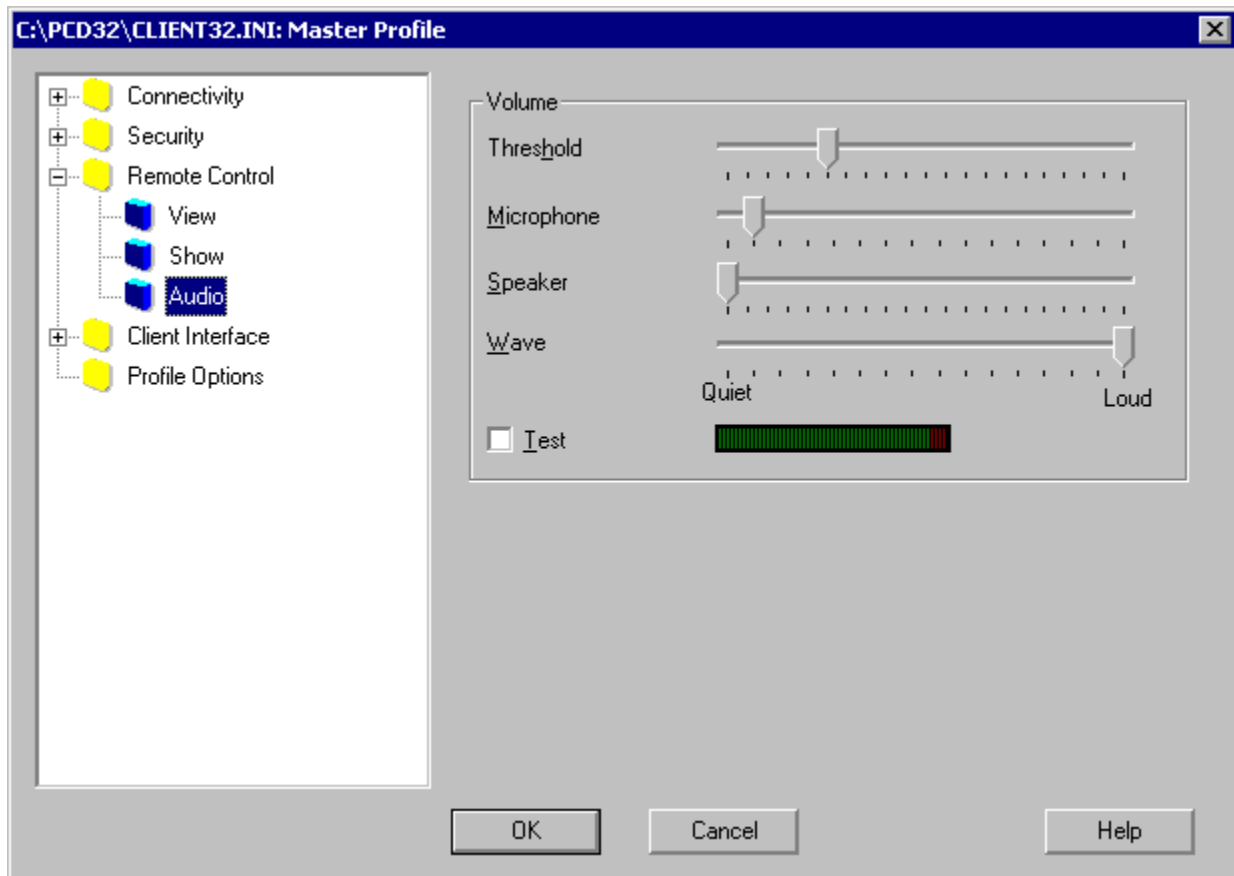 C:\PCD32\CLIENT32.INI: Master Profile
Connectivity
Security
Remote Control
View
Show
Audio
Client Interface
Profile Options
Volume
Threshold
Microphone
Speaker
Wave
Quiet
Loud
Test
OK
Cancel
Help